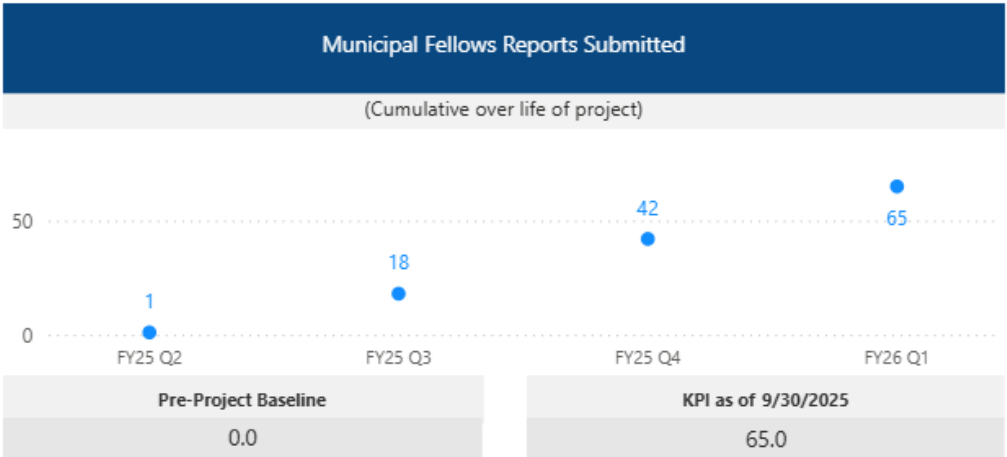 Municipal Fellows Reports Submitted
(Cumulative over life of project)
65
50
42
18
1
0
FY25 Q2 FY25 Q3 FY25 Q4 FY26 Q1
Pre-Project Baseline KPI as of 9/30/2025
0.0 65.0